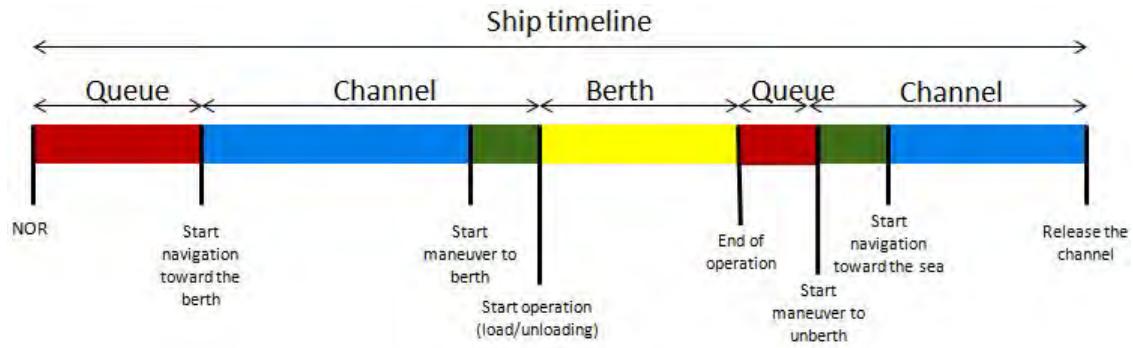 Ship timeline
Queue
Channel
Berth
Queue
Channel
NOR
Start
navigation
toward the
berth
Start
maneuver to
berth
Start operation
(load/unloading)
End of
operation
Start
maneuver to
unberth
Start
navigation
toward the sea
Release the
channel